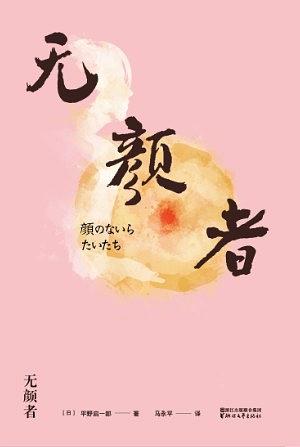 无
颜
者
顔のないら
たいたち
无颜者
〔日〕 平野启一郎 —— 著 马永平 —— 译
浙江出版联合集团
浙江文艺出版社